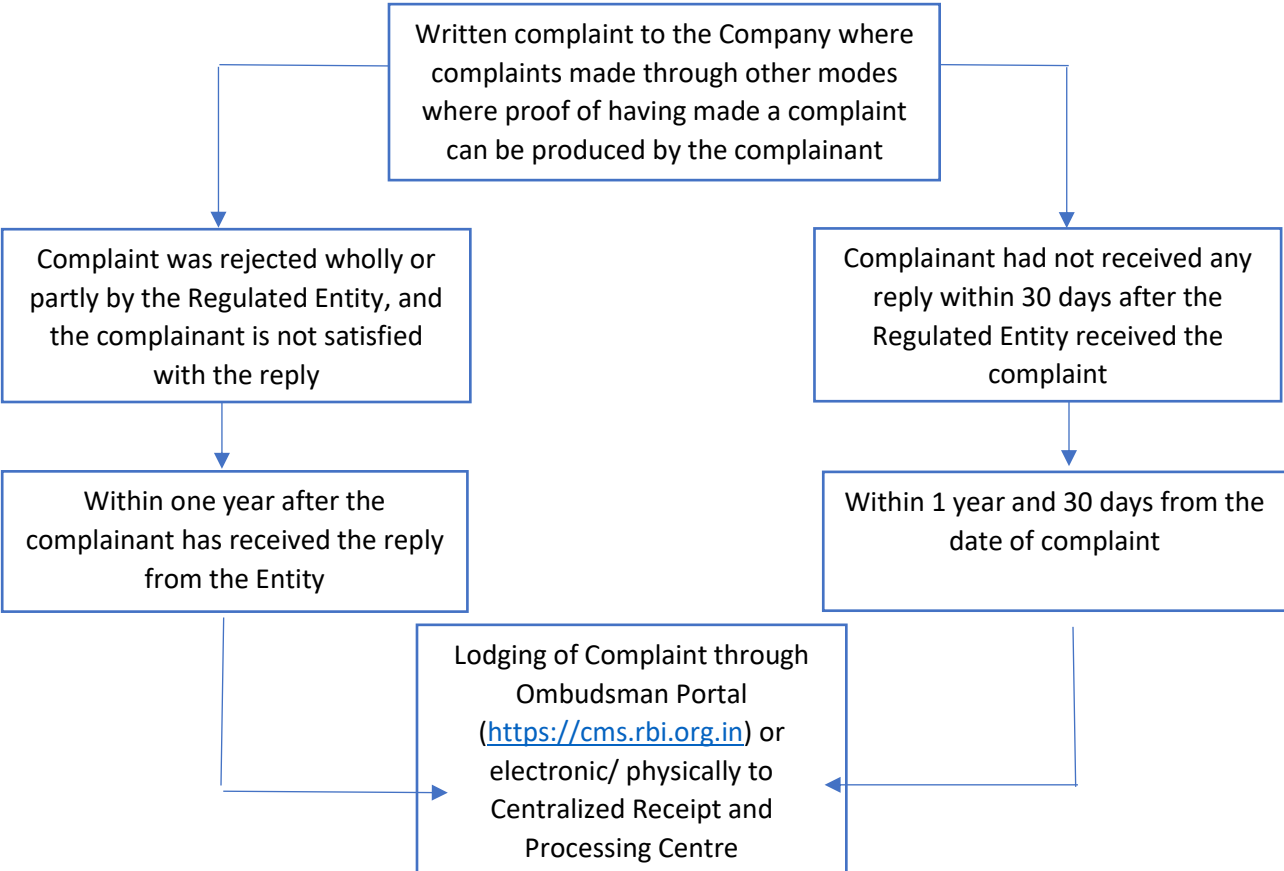 Written complaint to the Company where
complaints made through other modes
where proof of having made a complaint
can be produced by the complainant
Complaint was rejected wholly or
partly by the Regulated Entity, and
the complainant is not satisfied
with the reply
Complainant had not received any
reply within 30 days after the
Regulated Entity received the
complaint
Within one year after the
complainant has received the reply
from the Entity
Within 1 year and 30 days from the
date of complaint
Lodging of Complaint through
Ombudsman Portal
(https://cms.rbi.org.in) or
electronic/ physically to
Centralized Receipt and
Processing Centre